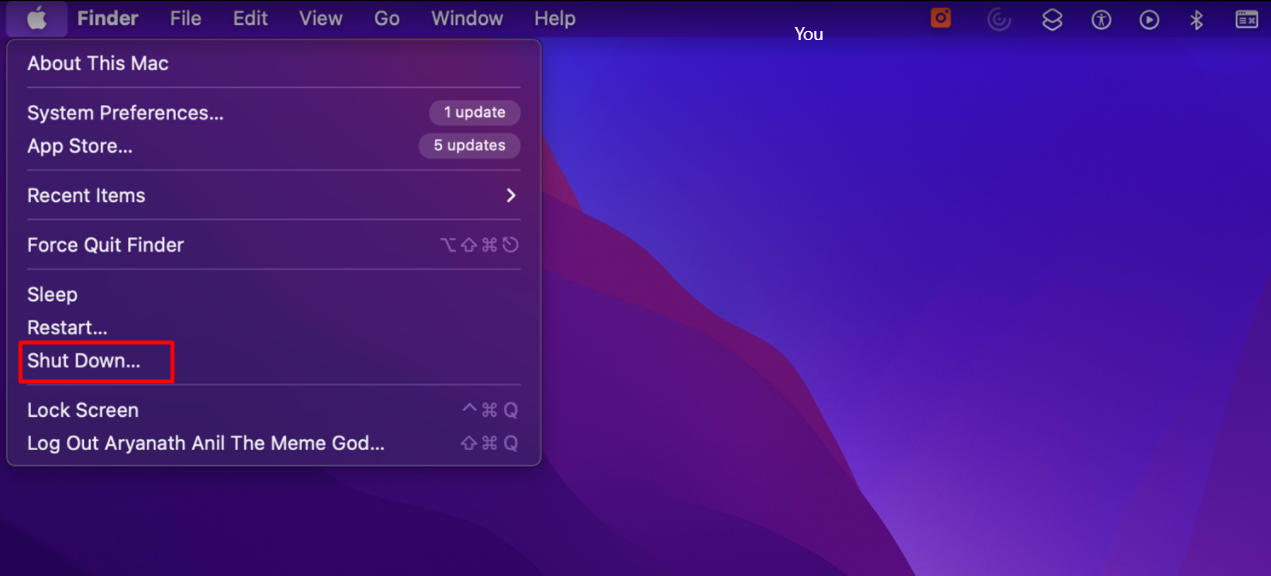 Finder File Edit View Go Window Help
You
About This Mac
System Preferences... 1 update
App Store... 5 updates
Recent Items
Force Quit Finder ⌥⇧⌘⎋
Sleep
Restart...
Shut Down...
Lock Screen ^⌘Q
Log Out Aryanath Anil The Meme God... ⇧⌘Q